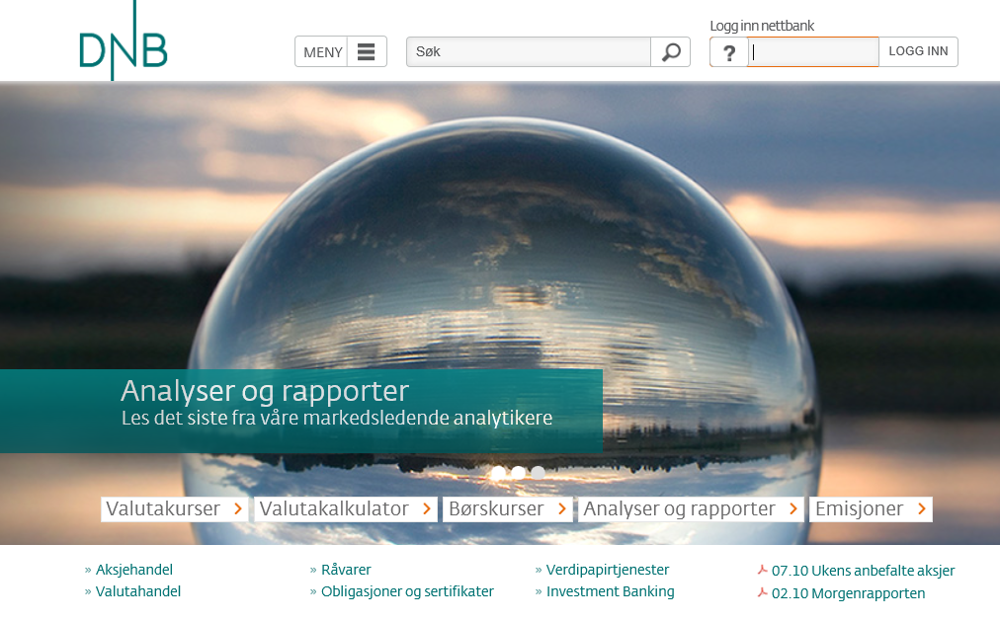 DNB
Logg inn nettbank
MENY
Søk
?
LOGG INN
Analyser og rapporter
Les det siste fra våre markedsledende analytikere
Valutakurser
Valutakalkulator
Børskurser
Analyser og rapporter
Emisjoner
» Aksjehandel
» Råvarer
» Verdipapirtjenester
07.10 Ukens anbefalte aksjer
» Valutahandel
» Obligasjoner og sertifikater
» Investment Banking
02.10 Morgenrapporten